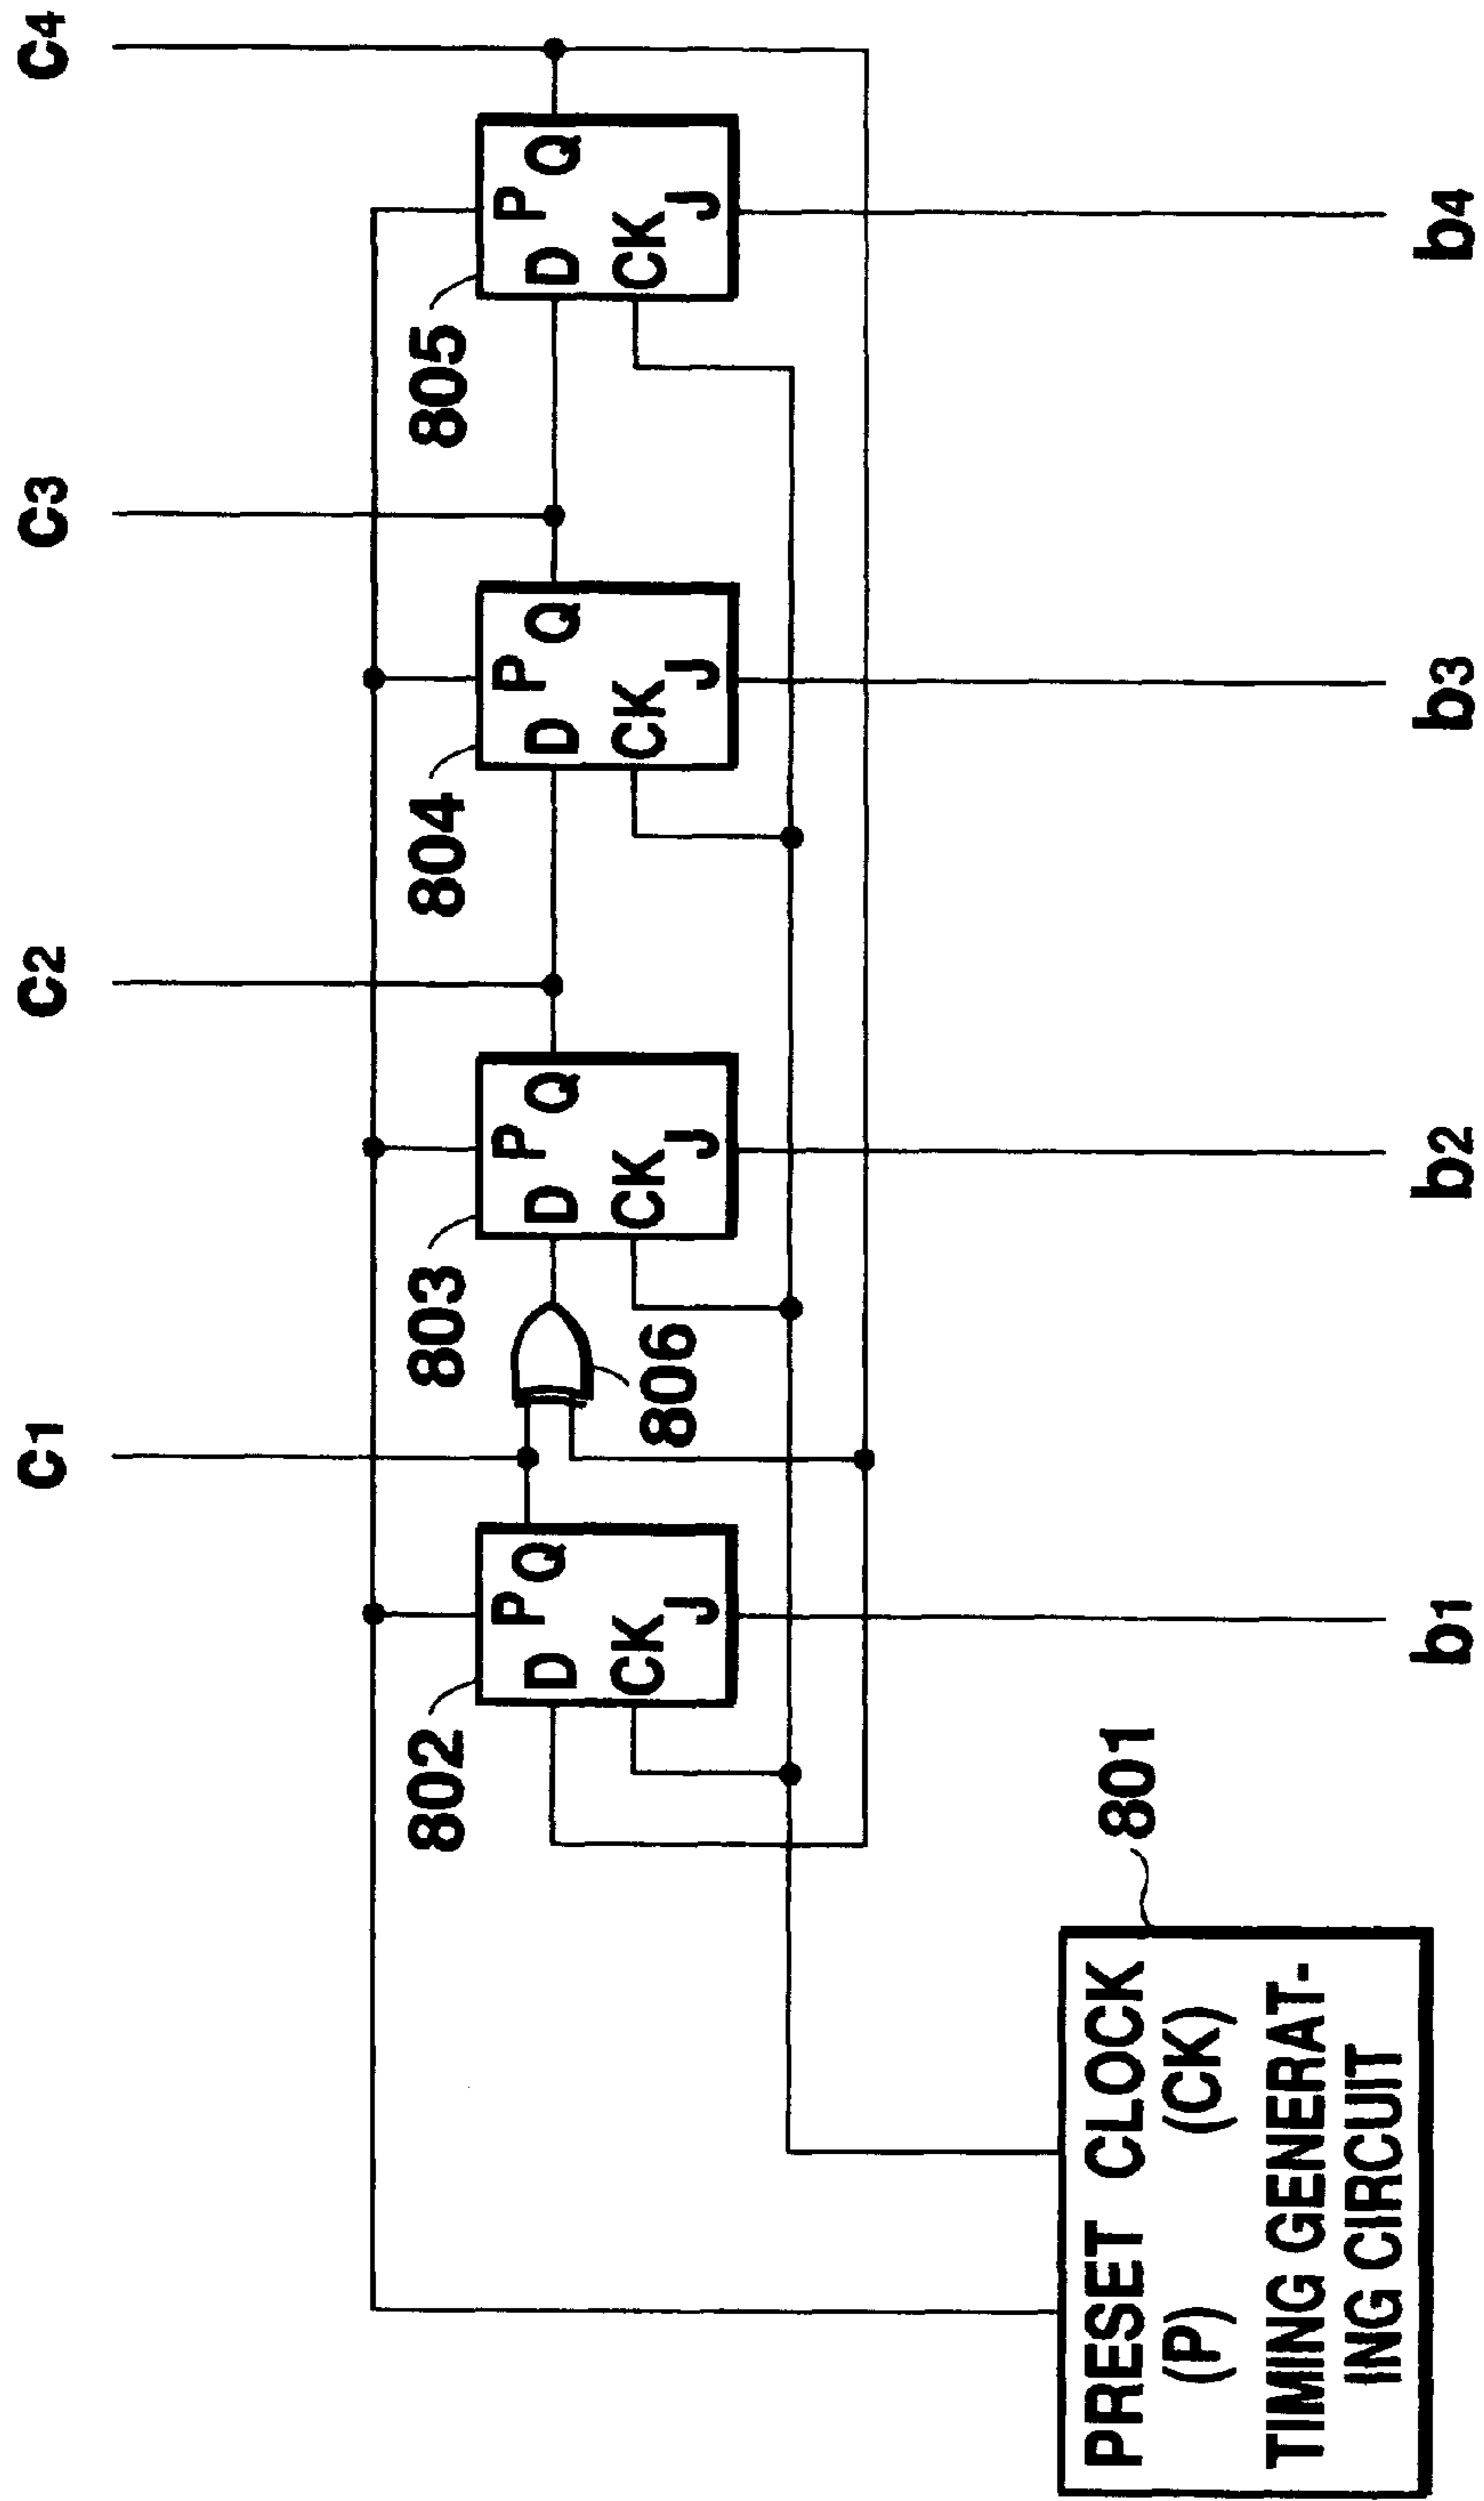 C1 C2 C3 C4
802 803 804 805
P P P P
D Q D Q D Q D Q
CK CK CK CK
J J J J
806
801
PRESET CLOCK
(P) (CK)
TIMING GENERAT-
ING CIRCUIT
b1 b2 b3 b4